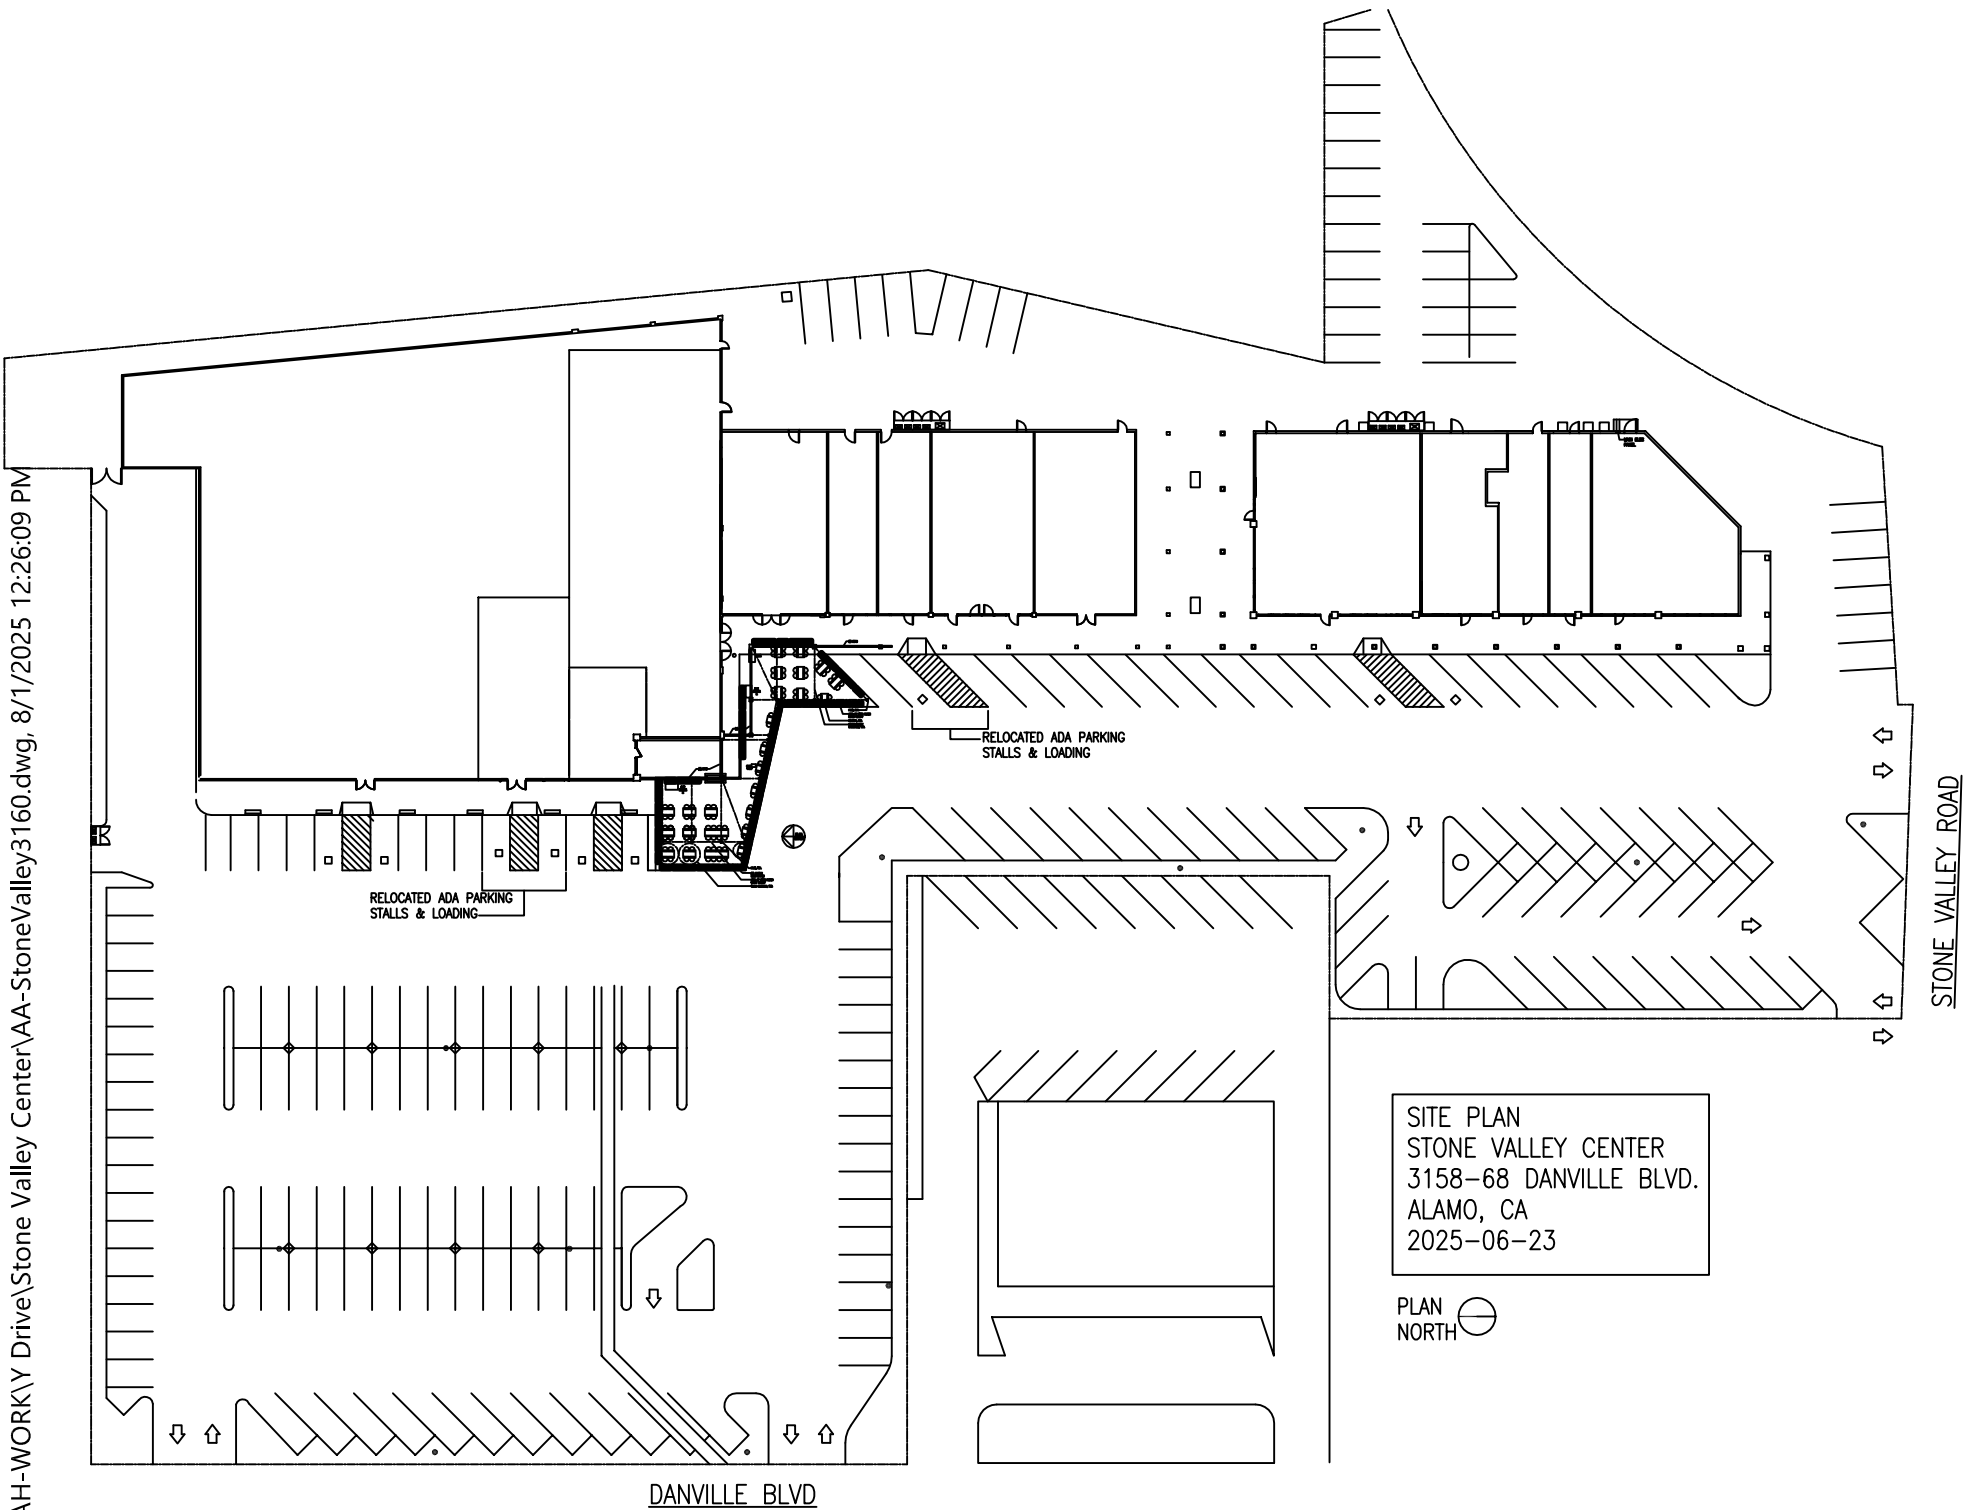 AH-WORK\Y Drive\Stone Valley Center\AA-StoneValley3160.dwg, 8/1/2025 12:26:09 PM
RELOCATED ADA PARKING
STALLS & LOADING
RELOCATED ADA PARKING
STALLS & LOADING
STONE VALLEY ROAD
SITE PLAN
STONE VALLEY CENTER
3158-68 DANVILLE BLVD.
ALAMO, CA
2025-06-23
PLAN
NORTH
DANVILLE BLVD